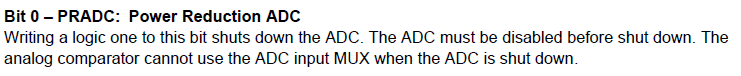 Bit 0 – PRADC:  Power Reduction ADC
Writing a logic one to this bit shuts down the ADC. The ADC must be disabled before shut down. The
analog comparator cannot use the ADC input MUX when the ADC is shut down.